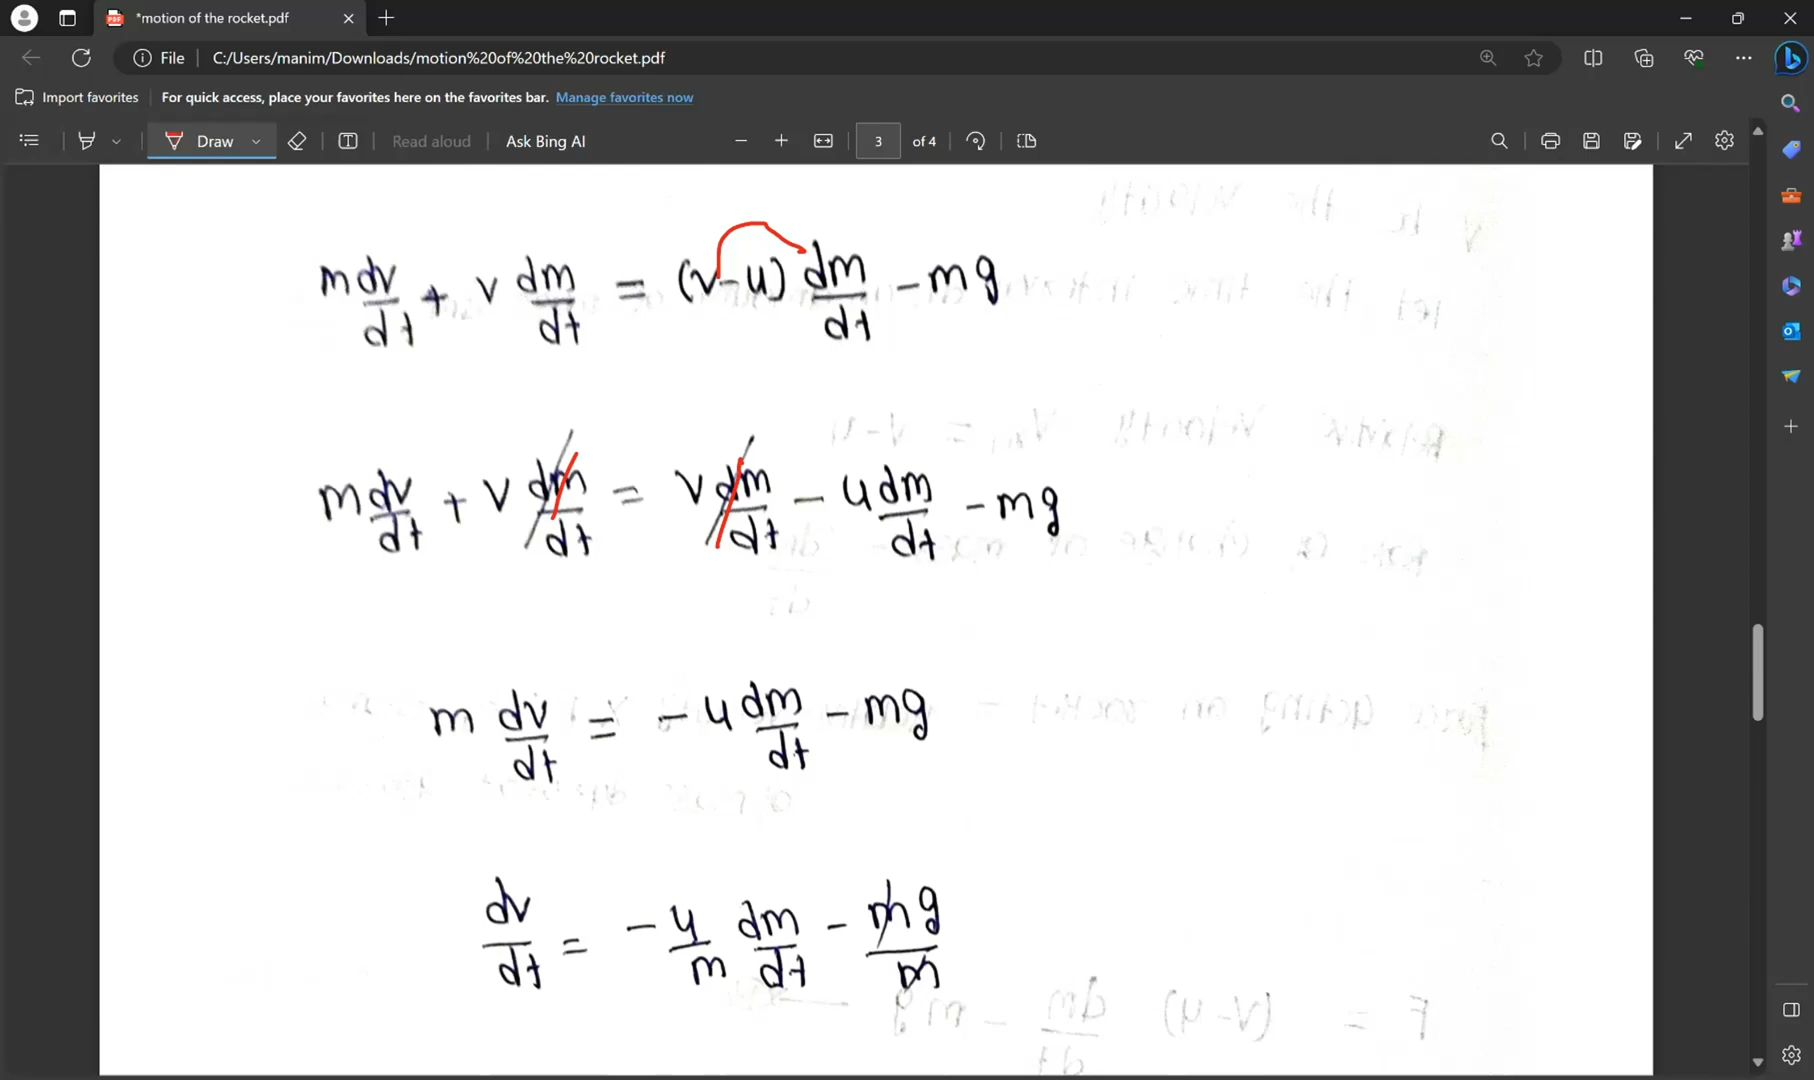 *motion of the rocket.pdf
File C:/Users/manim/Downloads/motion%20of%20the%20rocket.pdf
Import favorites For quick access, place your favorites here on the favorites bar. Manage favorites now
Draw Read aloud Ask Bing AI 3 of 4
m dv/dt + v dm/dt = (v-u) dm/dt - mg
m dv/dt + v dm/dt = v dm/dt - u dm/dt - mg
m dv/dt = - u dm/dt - mg
dv/dt = - u/m dm/dt - mg/m
F = (v-u) dm/dt - mg